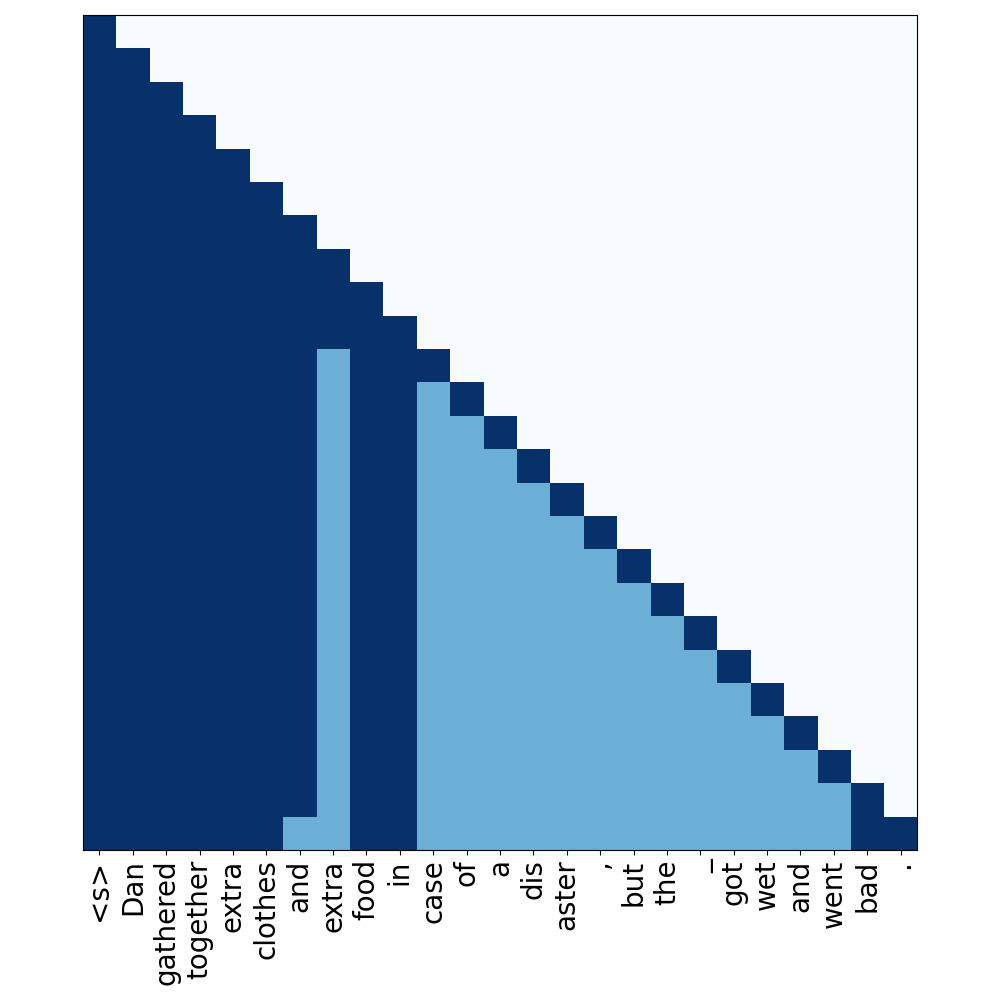 <s>
Dan
gathered
together
extra
clothes
and
extra
food
in
case
of
a
dis
aster
,
but
the
_
got
wet
and
went
bad
.